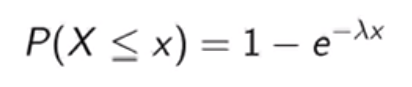 P(X ≤ x) = 1 − e^{−λx}